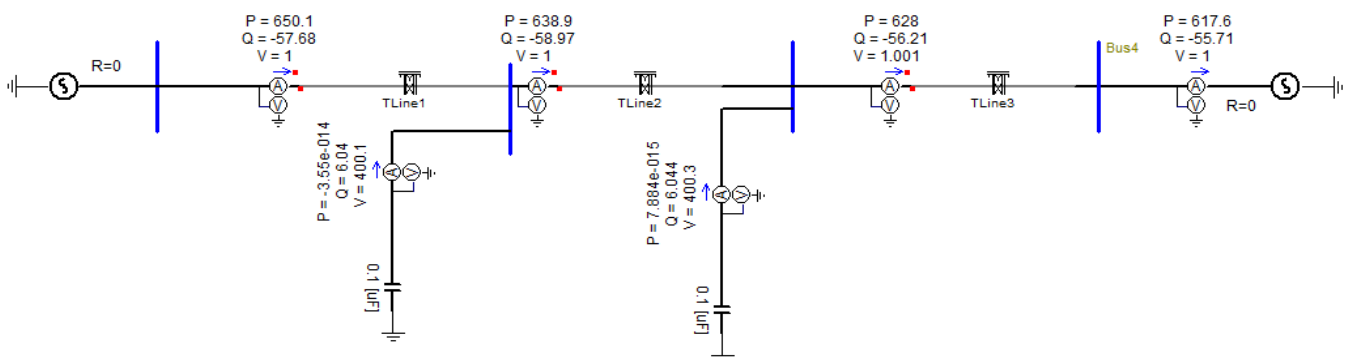 P = 650.1
Q = -57.68
V = 1
P = 638.9
Q = -58.97
V = 1
P = 628
Q = -56.21
V = 1.001
P = 617.6
Q = -55.71
V = 1
Bus4
R=0
A
A
A
A
V
V
V
V
TLine1
TLine2
TLine3
R=0
P = -3.55e-014
Q = 6.04
V = 400.1
A
V
P = 7.884e-015
Q = 6.044
V = 400.3
A
V
0.1 [uF]
0.1 [uF]